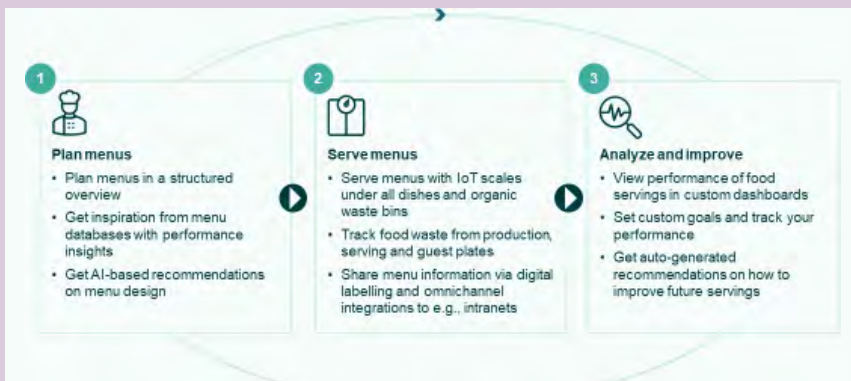 1
Plan menus
• Plan menus in a structured
overview
• Get inspiration from menu
databases with performance
insights
• Get AI-based recommendations
on menu design
2
Serve menus
• Serve menus with IoT scales
under all dishes and organic
waste bins
• Track food waste from production,
serving and guest plates
• Share menu information via digital
labelling and omnichannel
integrations to e.g., intranets
3
Analyze and improve
• View performance of food
servings in custom dashboards
• Set custom goals and track your
performance
• Get auto-generated
recommendations on how to
improve future servings